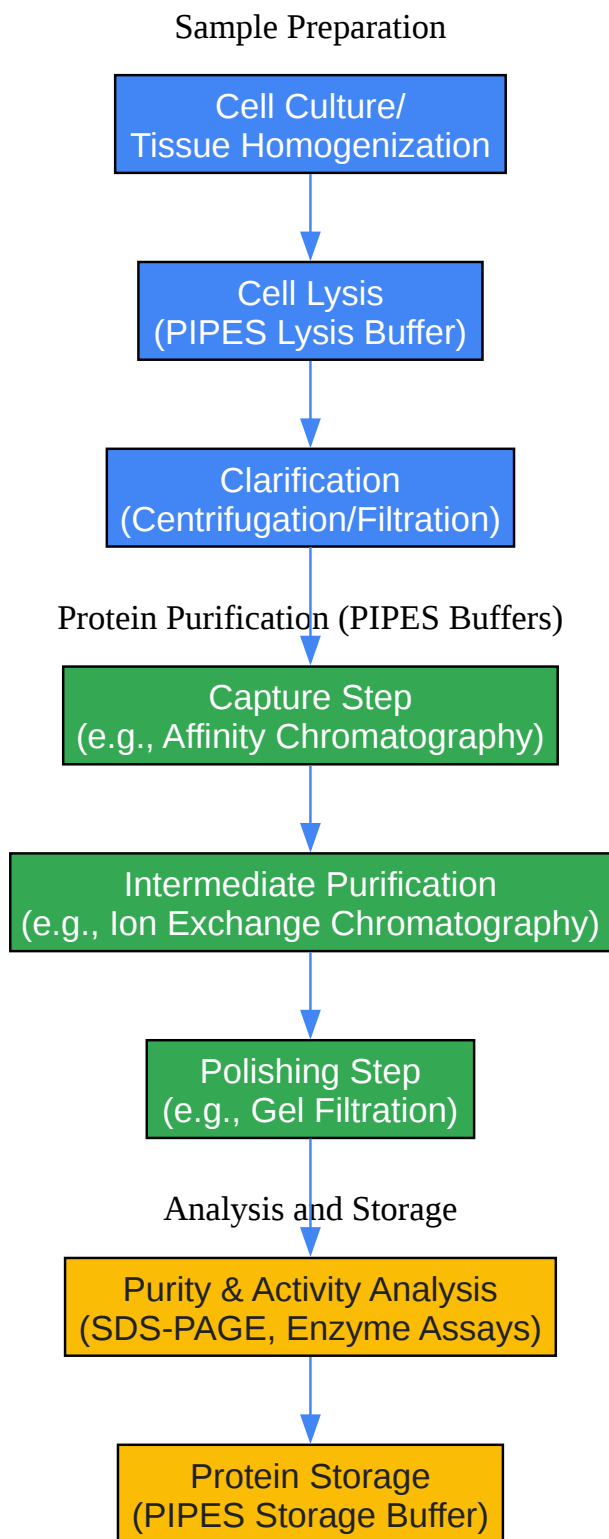 Sample Preparation
Cell Culture/
Tissue Homogenization
Cell Lysis
(PIPES Lysis Buffer)
Clarification
(Centrifugation/Filtration)
Protein Purification (PIPES Buffers)
Capture Step
(e.g., Affinity Chromatography)
Intermediate Purification
(e.g., Ion Exchange Chromatography)
Polishing Step
(e.g., Gel Filtration)
Analysis and Storage
Purity & Activity Analysis
(SDS-PAGE, Enzyme Assays)
Protein Storage
(PIPES Storage Buffer)